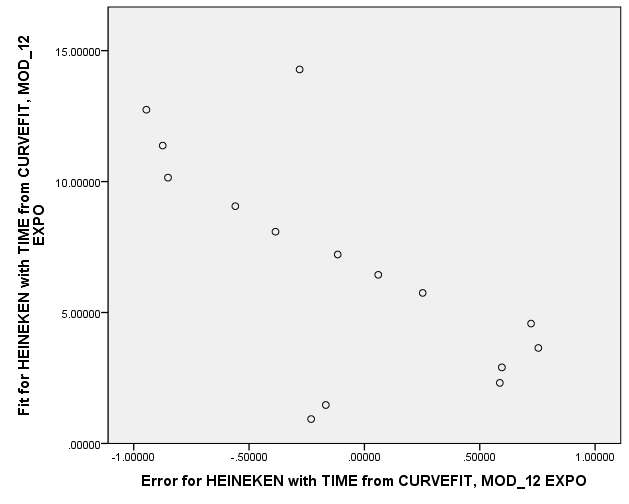 Fit for HEINEKEN with TIME from CURVEFIT, MOD_12
EXPO
15.00000
10.00000
5.00000
.00000
-1.00000 -.50000 .00000 .50000 1.00000
Error for HEINEKEN with TIME from CURVEFIT, MOD_12 EXPO